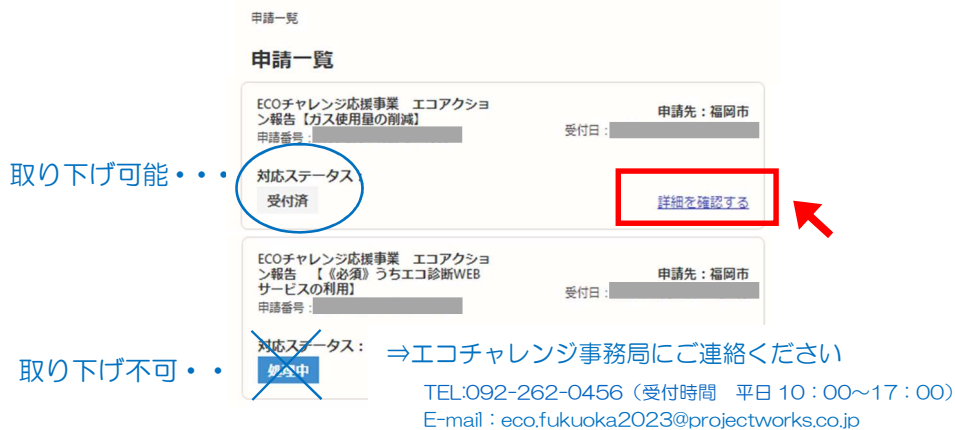 申請一覧
申請一覧
ECOチャレンジ応援事業 エコアクショ
ン報告【ガス使用量の削減】
申請番号：
申請先：福岡市
受付日：
取り下げ可能・・・
対応ステータス：
受付済
詳細を確認する
ECOチャレンジ応援事業 エコアクショ
ン報告 【《必須》うちエコ診断WEB
サービスの利用】
申請番号：
申請先：福岡市
受付日：
取り下げ不可・・
対応ステータス：
処理中
⇒エコチャレンジ事務局にご連絡ください
TEL:092-262-0456（受付時間 平日 10：00～17：00）
E-mail：eco.fukuoka2023@projectworks.co.jp